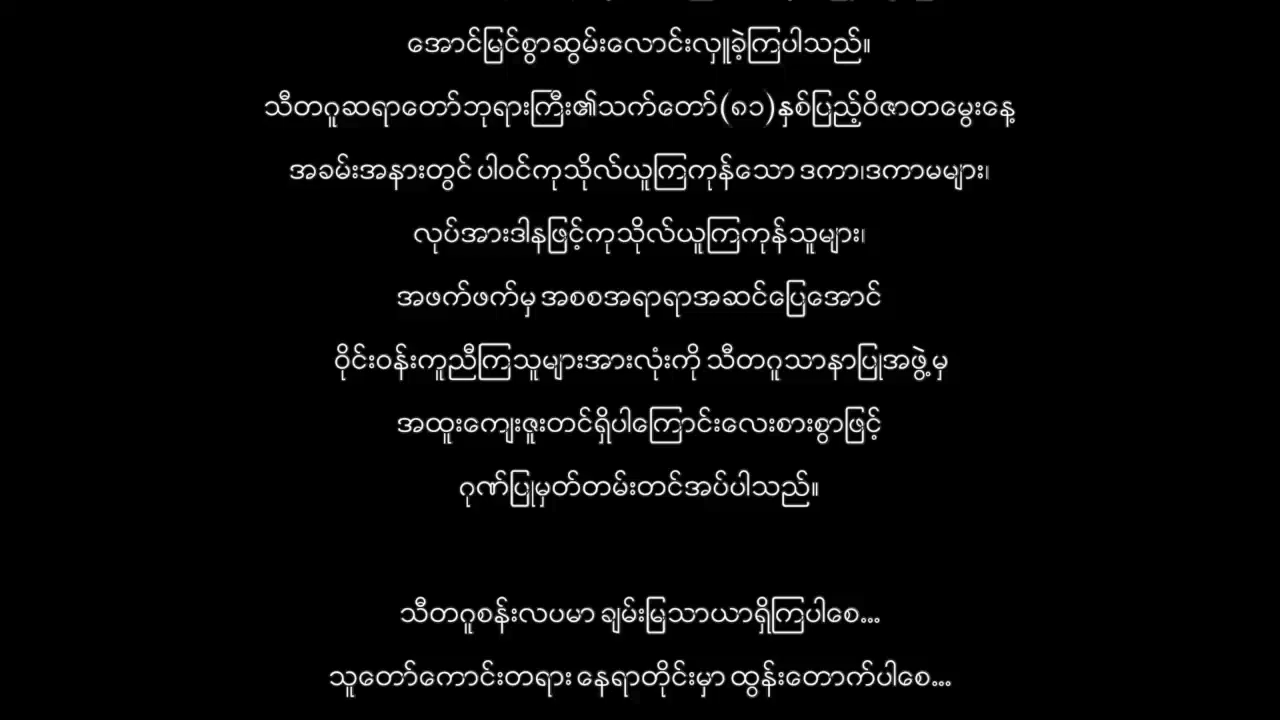 အောင်မြင်စွာဆွမ်းလောင်းလှူခဲ့ကြပါသည်။
သီတဂူဆရာတော်ဘုရားကြီး၏သက်တော်(၈၁)နှစ်ပြည့်ဝိဇာတမွေးနေ့
အခမ်းအနားတွင် ပါဝင်ကုသိုလ်ယူကြကုန်သော ဒကာ၊ဒကာမများ၊
လုပ်အားဒါနဖြင့်ကုသိုလ်ယူကြကုန်သူများ၊
အဖက်ဖက်မှ အစစအရာရာအဆင်ပြေအောင်
ဝိုင်းဝန်းကူညီကြသူများအားလုံးကို သီတဂူသာနာပြုအဖွဲ့မှ
အထူးကျေးဇူးတင်ရှိပါကြောင်းလေးစားစွာဖြင့်
ဂုဏ်ပြုမှတ်တမ်းတင်အပ်ပါသည်။
သီတဂူစန်းလပမာ ချမ်းမြသာယာရှိကြပါစေ...
သူတော်ကောင်းတရား နေရာတိုင်းမှာ ထွန်းတောက်ပါစေ...